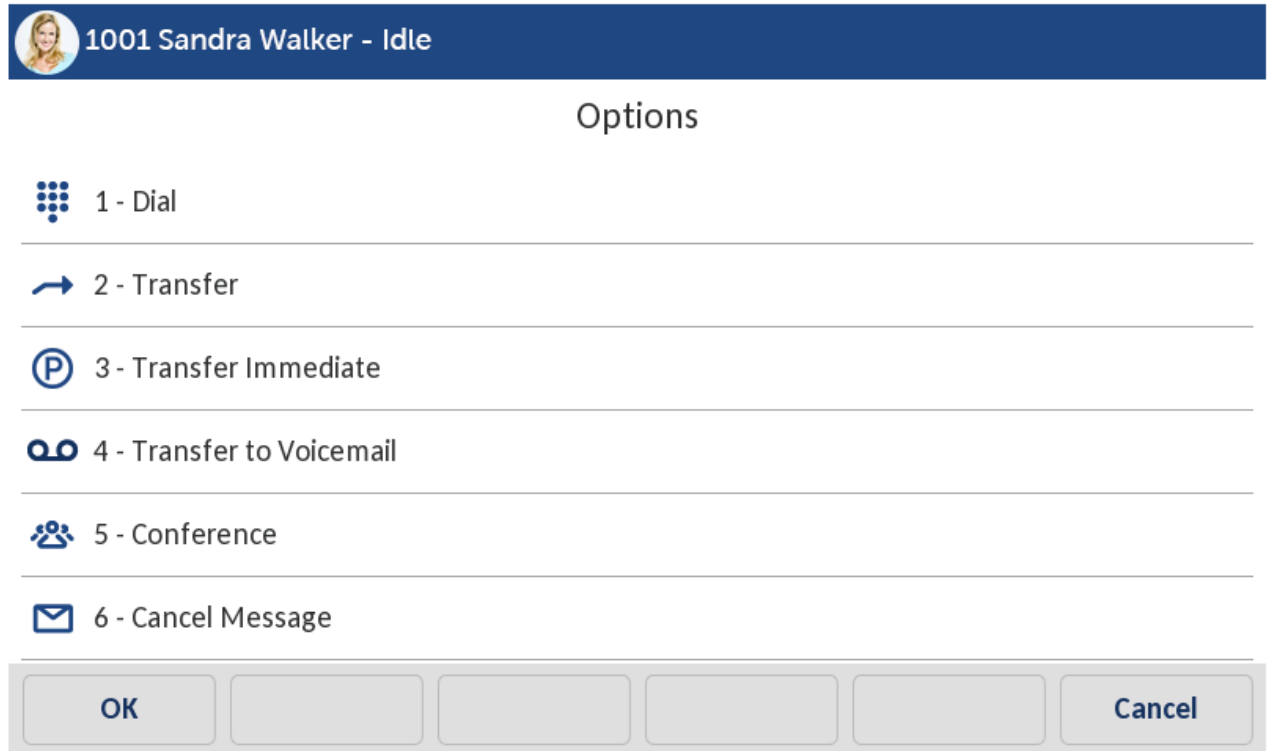 1001 Sandra Walker - Idle
Options
1 - Dial
2 - Transfer
P
3 - Transfer Immediate
4 - Transfer to Voicemail
5 - Conference
6 - Cancel Message
OK
Cancel